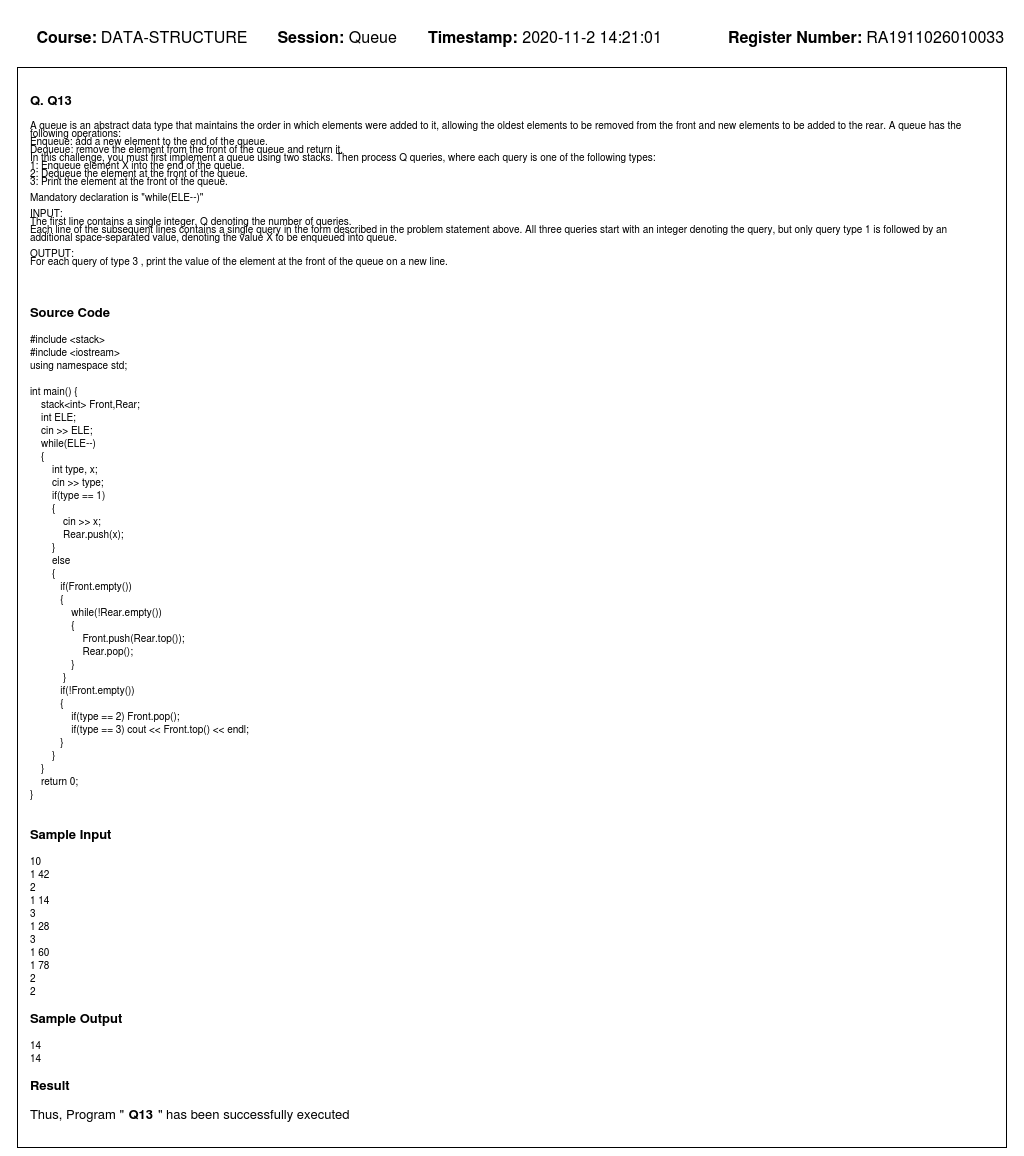 Course: DATA-STRUCTURE Session: Queue Timestamp: 2020-11-2 14:21:01 Register Number: RA1911026010033
Q. Q13
A queue is an abstract data type that maintains the order in which elements were added to it, allowing the oldest elements to be removed from the front and new elements to be added to the rear. A queue has the
following operations:
Enqueue: add a new element to the end of the queue.
Dequeue: remove the element from the front of the queue and return it.
In this challenge, you must first implement a queue using two stacks. Then process Q queries, where each query is one of the following types:
1: Enqueue element X into the end of the queue.
2: Dequeue the element at the front of the queue.
3: Print the element at the front of the queue.
Mandatory declaration is "while(ELE--)"
INPUT:
The first line contains a single integer, Q denoting the number of queries.
Each line of the subsequent lines contains a single query in the form described in the problem statement above. All three queries start with an integer denoting the query, but only query type 1 is followed by an
additional space-separated value, denoting the value X to be enqueued into queue.
OUTPUT:
For each query of type 3 , print the value of the element at the front of the queue on a new line.
Source Code
#include <stack>
#include <iostream>
using namespace std;
int main() {
stack<int> Front,Rear;
int ELE;
cin >> ELE;
while(ELE--)
{
int type, x;
cin >> type;
if(type == 1)
{
cin >> x;
Rear.push(x);
}
else
{
if(Front.empty())
{
while(!Rear.empty())
{
Front.push(Rear.top());
Rear.pop();
}
}
if(!Front.empty())
{
if(type == 2) Front.pop();
if(type == 3) cout << Front.top() << endl;
}
}
}
return 0;
}
Sample Input
10
1 42
2
1 14
3
1 28
3
1 60
1 78
2
2
Sample Output
14
14
Result
Thus, Program " Q13 " has been successfully executed